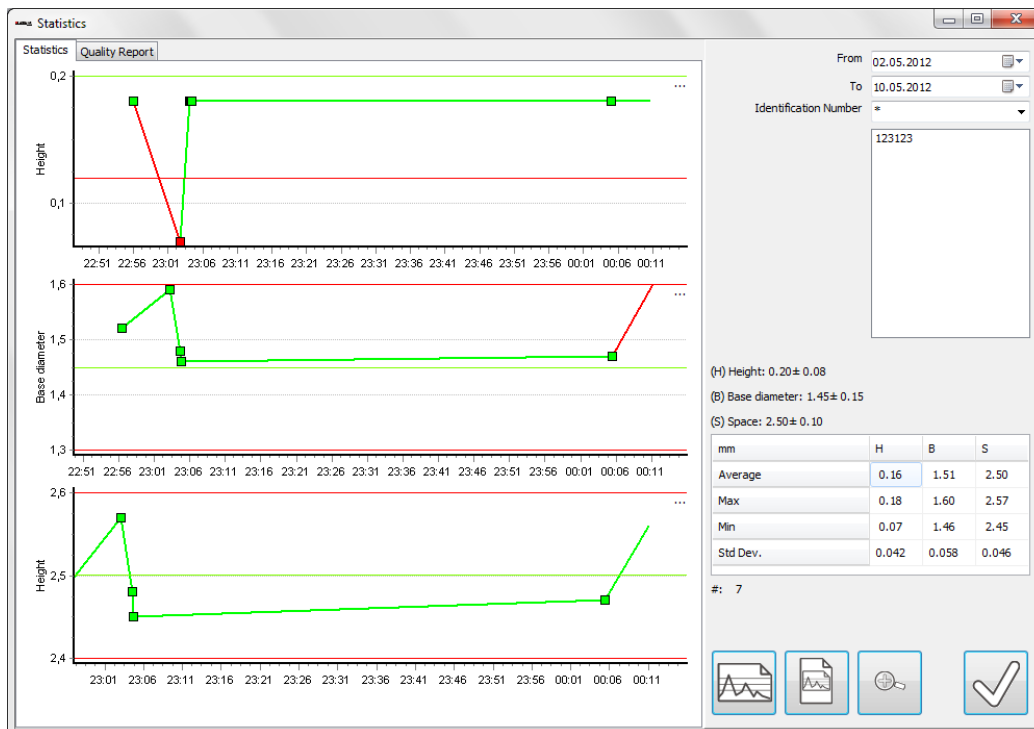 Statistics
Statistics Quality Report
0,2
...
Height
0,1
22:51 22:56 23:01 23:06 23:11 23:16 23:21 23:26 23:31 23:36 23:41 23:46 23:51 23:56 00:01 00:06 00:11
1,6
...
1,5
Base diameter
1,4
1,3
22:51 22:56 23:01 23:06 23:11 23:16 23:21 23:26 23:31 23:36 23:41 23:46 23:51 23:56 00:01 00:06 00:11
2,6
...
Height
2,5
2,4
23:01 23:06 23:11 23:16 23:21 23:26 23:31 23:36 23:41 23:46 23:51 23:56 00:01 00:06 00:11
From 02.05.2012
To 10.05.2012
Identification Number *
123123
(H) Height: 0.20± 0.08
(B) Base diameter: 1.45± 0.15
(S) Space: 2.50± 0.10
mm H B S
Average 0.16 1.51 2.50
Max 0.18 1.60 2.57
Min 0.07 1.46 2.45
Std Dev. 0.042 0.058 0.046
#: 7